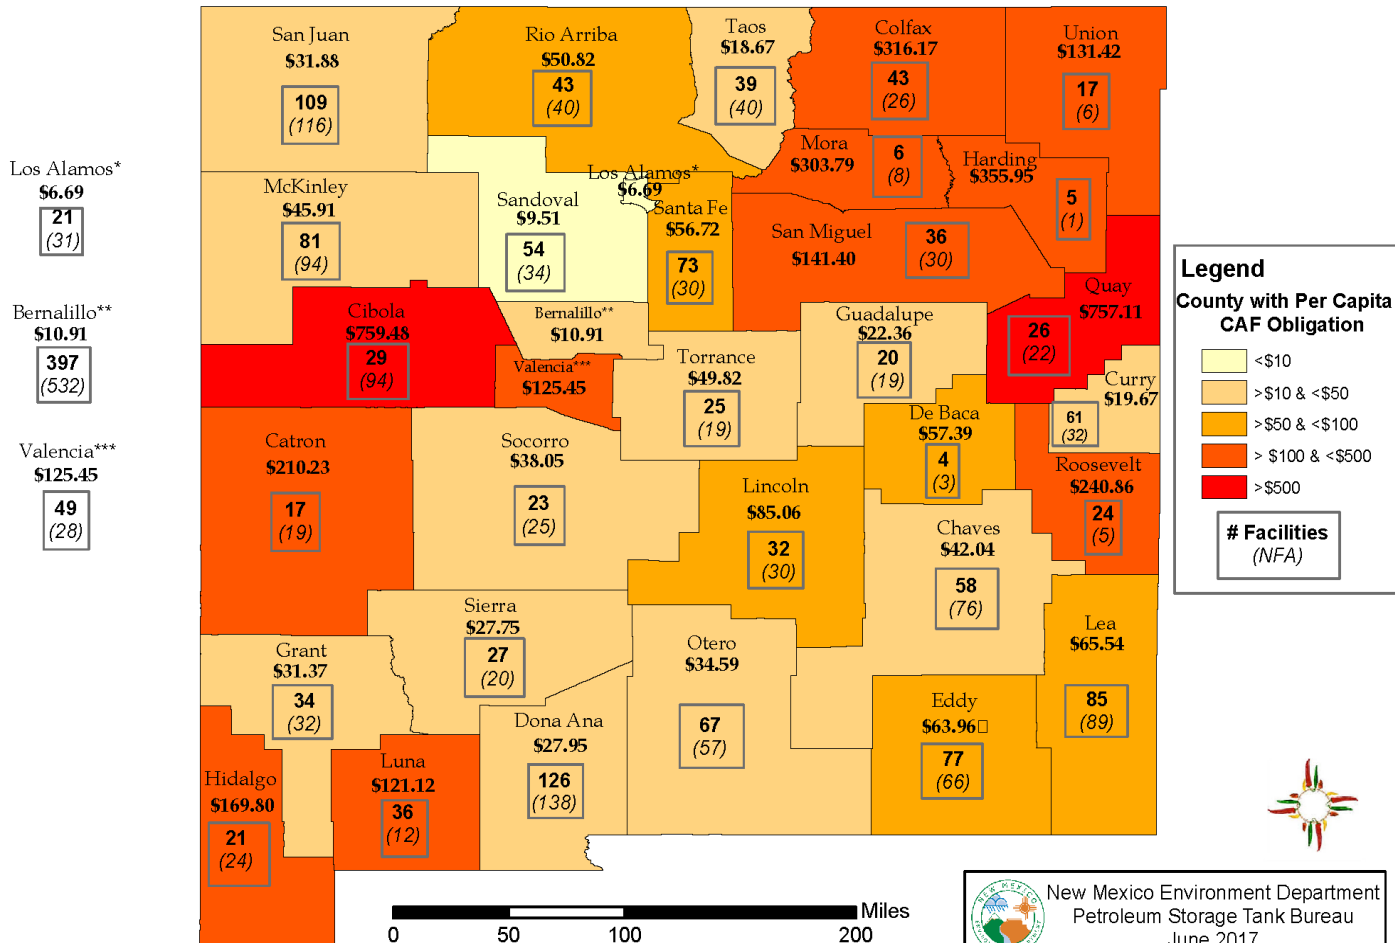 San Juan
$31.88
109
(116)
Rio Arriba
$50.82
43
(40)
Taos
$18.67
39
(40)
Colfax
$316.17
43
(26)
Union
$131.42
17
(6)
Los Alamos*
$6.69
21
(31)
McKinley
$45.91
81
(94)
Sandoval
$9.51
54
(34)
Los Alamos*
$6.69
Santa Fe
$56.72
73
(30)
Mora
$303.79
6
(8)
Harding
$355.95
5
(1)
San Miguel
$141.40
36
(30)
Quay
$757.11
26
(22)
Bernalillo**
$10.91
397
(532)
Cibola
$759.48
29
(94)
Bernalillo**
$10.91
Valencia***
$125.45
Torrance
$49.82
25
(19)
Guadalupe
$22.36
20
(19)
Curry
$19.67
61
(32)
De Baca
$57.39
4
(3)
Roosevelt
$240.86
24
(5)
Valencia***
$125.45
49
(28)
Catron
$210.23
17
(19)
Socorro
$38.05
23
(25)
Lincoln
$85.06
32
(30)
Chaves
$42.04
58
(76)
Sierra
$27.75
27
(20)
Grant
$31.37
34
(32)
Otero
$34.59
67
(57)
Lea
$65.54
85
(89)
Eddy
$63.96
77
(66)
Dona Ana
$27.95
126
(138)
Luna
$121.12
36
(12)
Hidalgo
$169.80
21
(24)
Legend
County with Per Capita
CAF Obligation
<$10
>$10 & <$50
>$50 & <$100
> $100 & <$500
>$500
# Facilities
(NFA)
Miles
0 50 100 200
NEW MEXICO
New Mexico Environment Department
Petroleum Storage Tank Bureau
June 2017